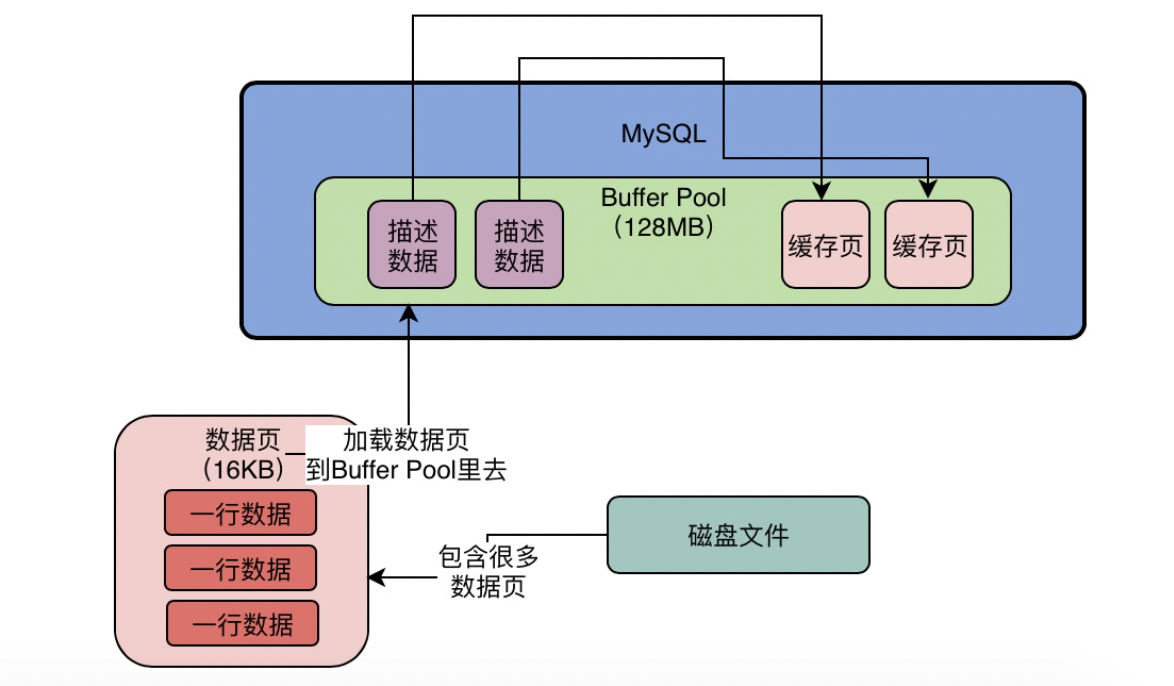 MySQL
Buffer Pool
（128MB）
描述
数据
描述
数据
缓存页
缓存页
数据页
（16KB）
加载数据页
到Buffer Pool里去
一行数据
一行数据
一行数据
包含很多
数据页
磁盘文件